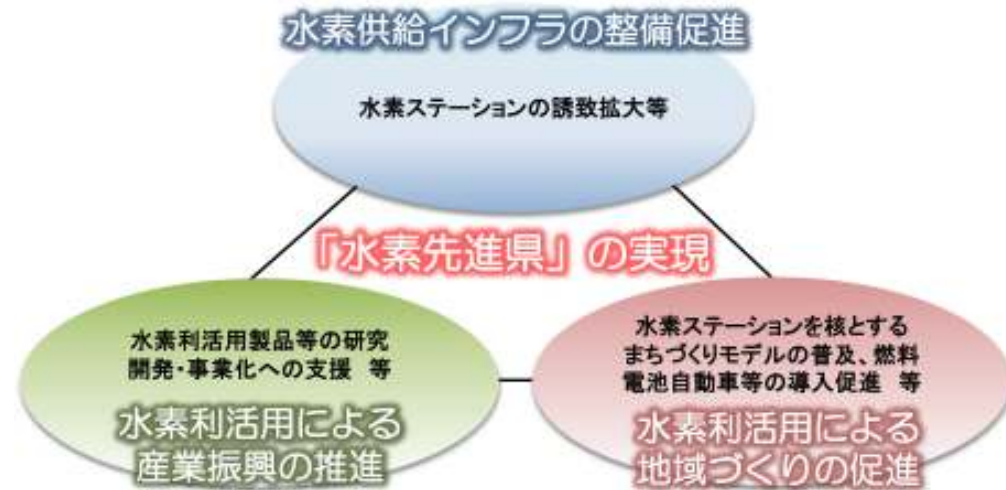 水素供給インフラの整備促進
水素ステーションの誘致拡大等
「水素先進県」の実現
水素利活用製品等の研究
開発・事業化への支援 等
水素利活用による
産業振興の推進
水素ステーションを核とする
まちづくりモデルの普及、燃料
電池自動車等の導入促進 等
水素利活用による
地域づくりの促進